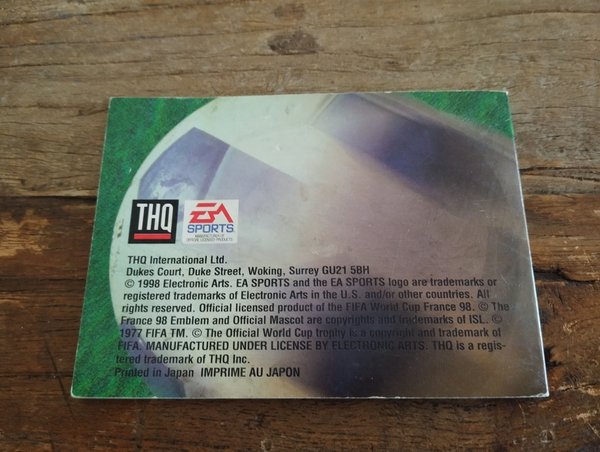 THQ
EA
SPORTS
THQ International Ltd.
Dukes Court, Duke Street, Woking, Surrey GU21 5BH
© 1998 Electronic Arts. EA SPORTS and the EA SPORTS logo are trademarks or
registered trademarks of Electronic Arts in the U.S. and/or other countries. All
rights reserved. Official licensed product of the FIFA World Cup France 98. © The
France 98 Emblem and Official Mascot are copyrights and trademarks of ISL. ©
1977 FIFA TM. © The Official World Cup trophy is a copyright and trademark of
FIFA. MANUFACTURED UNDER LICENSE BY ELECTRONIC ARTS. THQ is a regis-
tered trademark of THQ Inc.
Printed in Japan IMPRIME AU JAPON